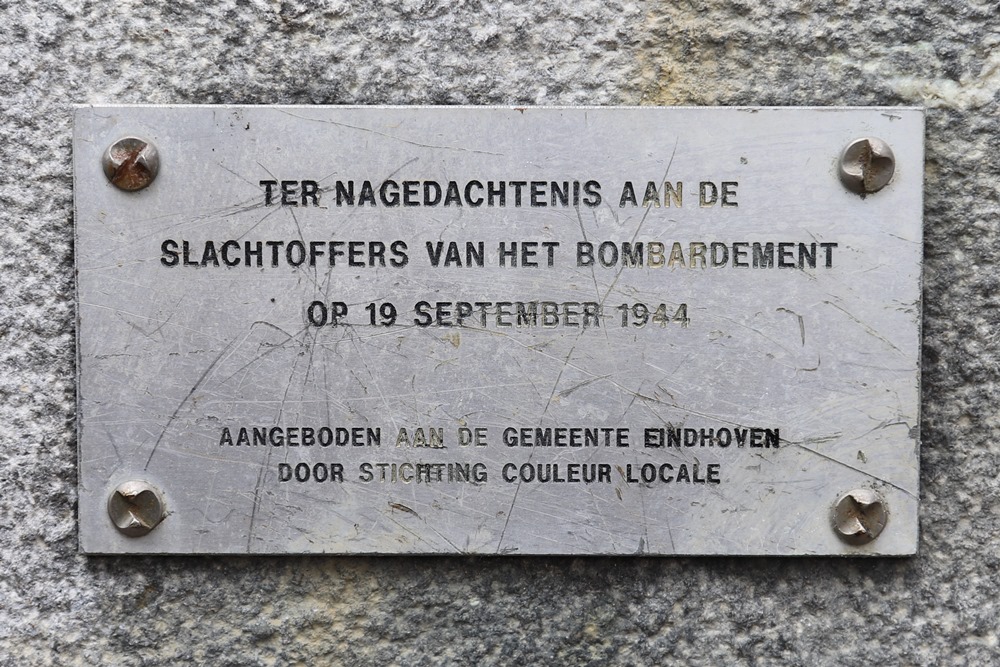 TER NAGEDACHTENIS AAN DE
SLACHTOFFERS VAN HET BOMBARDEMENT
OP 19 SEPTEMBER 1944
AANGEBODEN AAN DE GEMEENTE EINDHOVEN
DOOR STICHTING COULEUR LOCALE